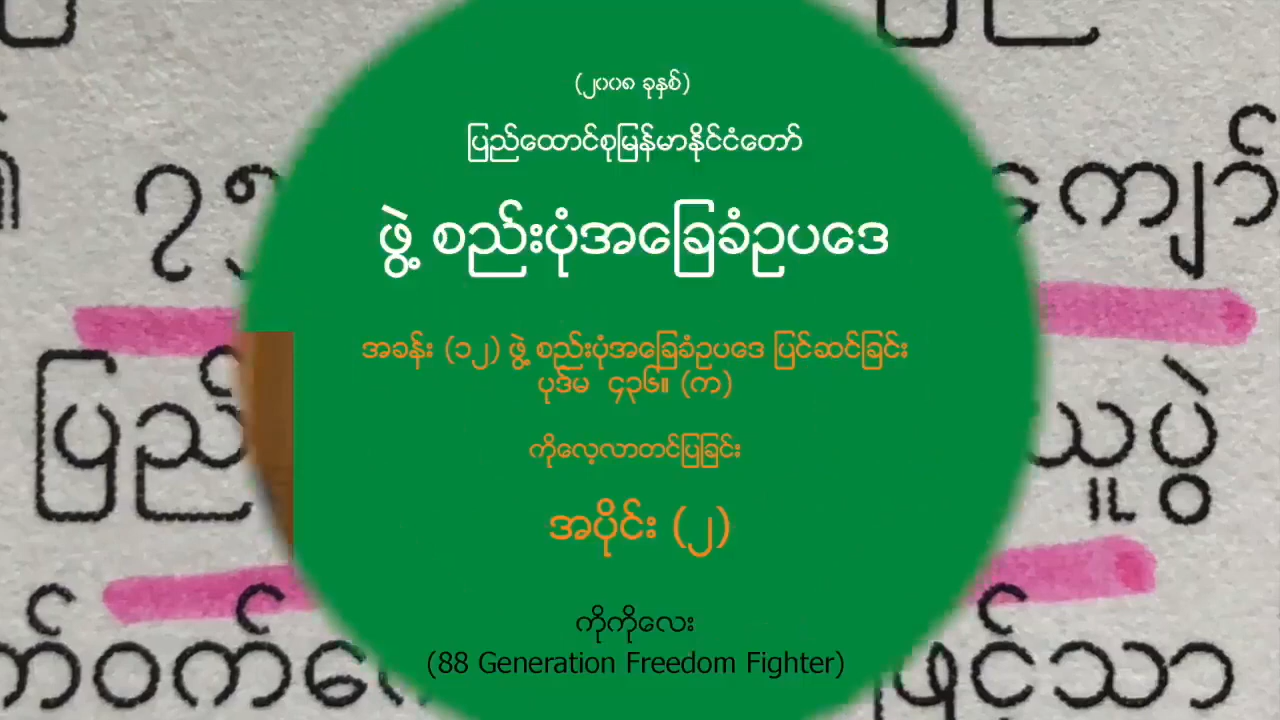 (၂၀၀၈ ခုနှစ်)
ပြည်ထောင်စုမြန်မာနိုင်ငံတော်
ဖွဲ့ စည်းပုံအခြေခံဥပဒေ
အခန်း (၁၂) ဖွဲ့ စည်းပုံအခြေခံဥပဒေ ပြင်ဆင်ခြင်း
ပုဒ်မ ၄၃၆။ (က)
ကိုလေ့လာတင်ပြခြင်း
အပိုင်း (၂)
ကိုကိုလေး
(88 Generation Freedom Fighter)